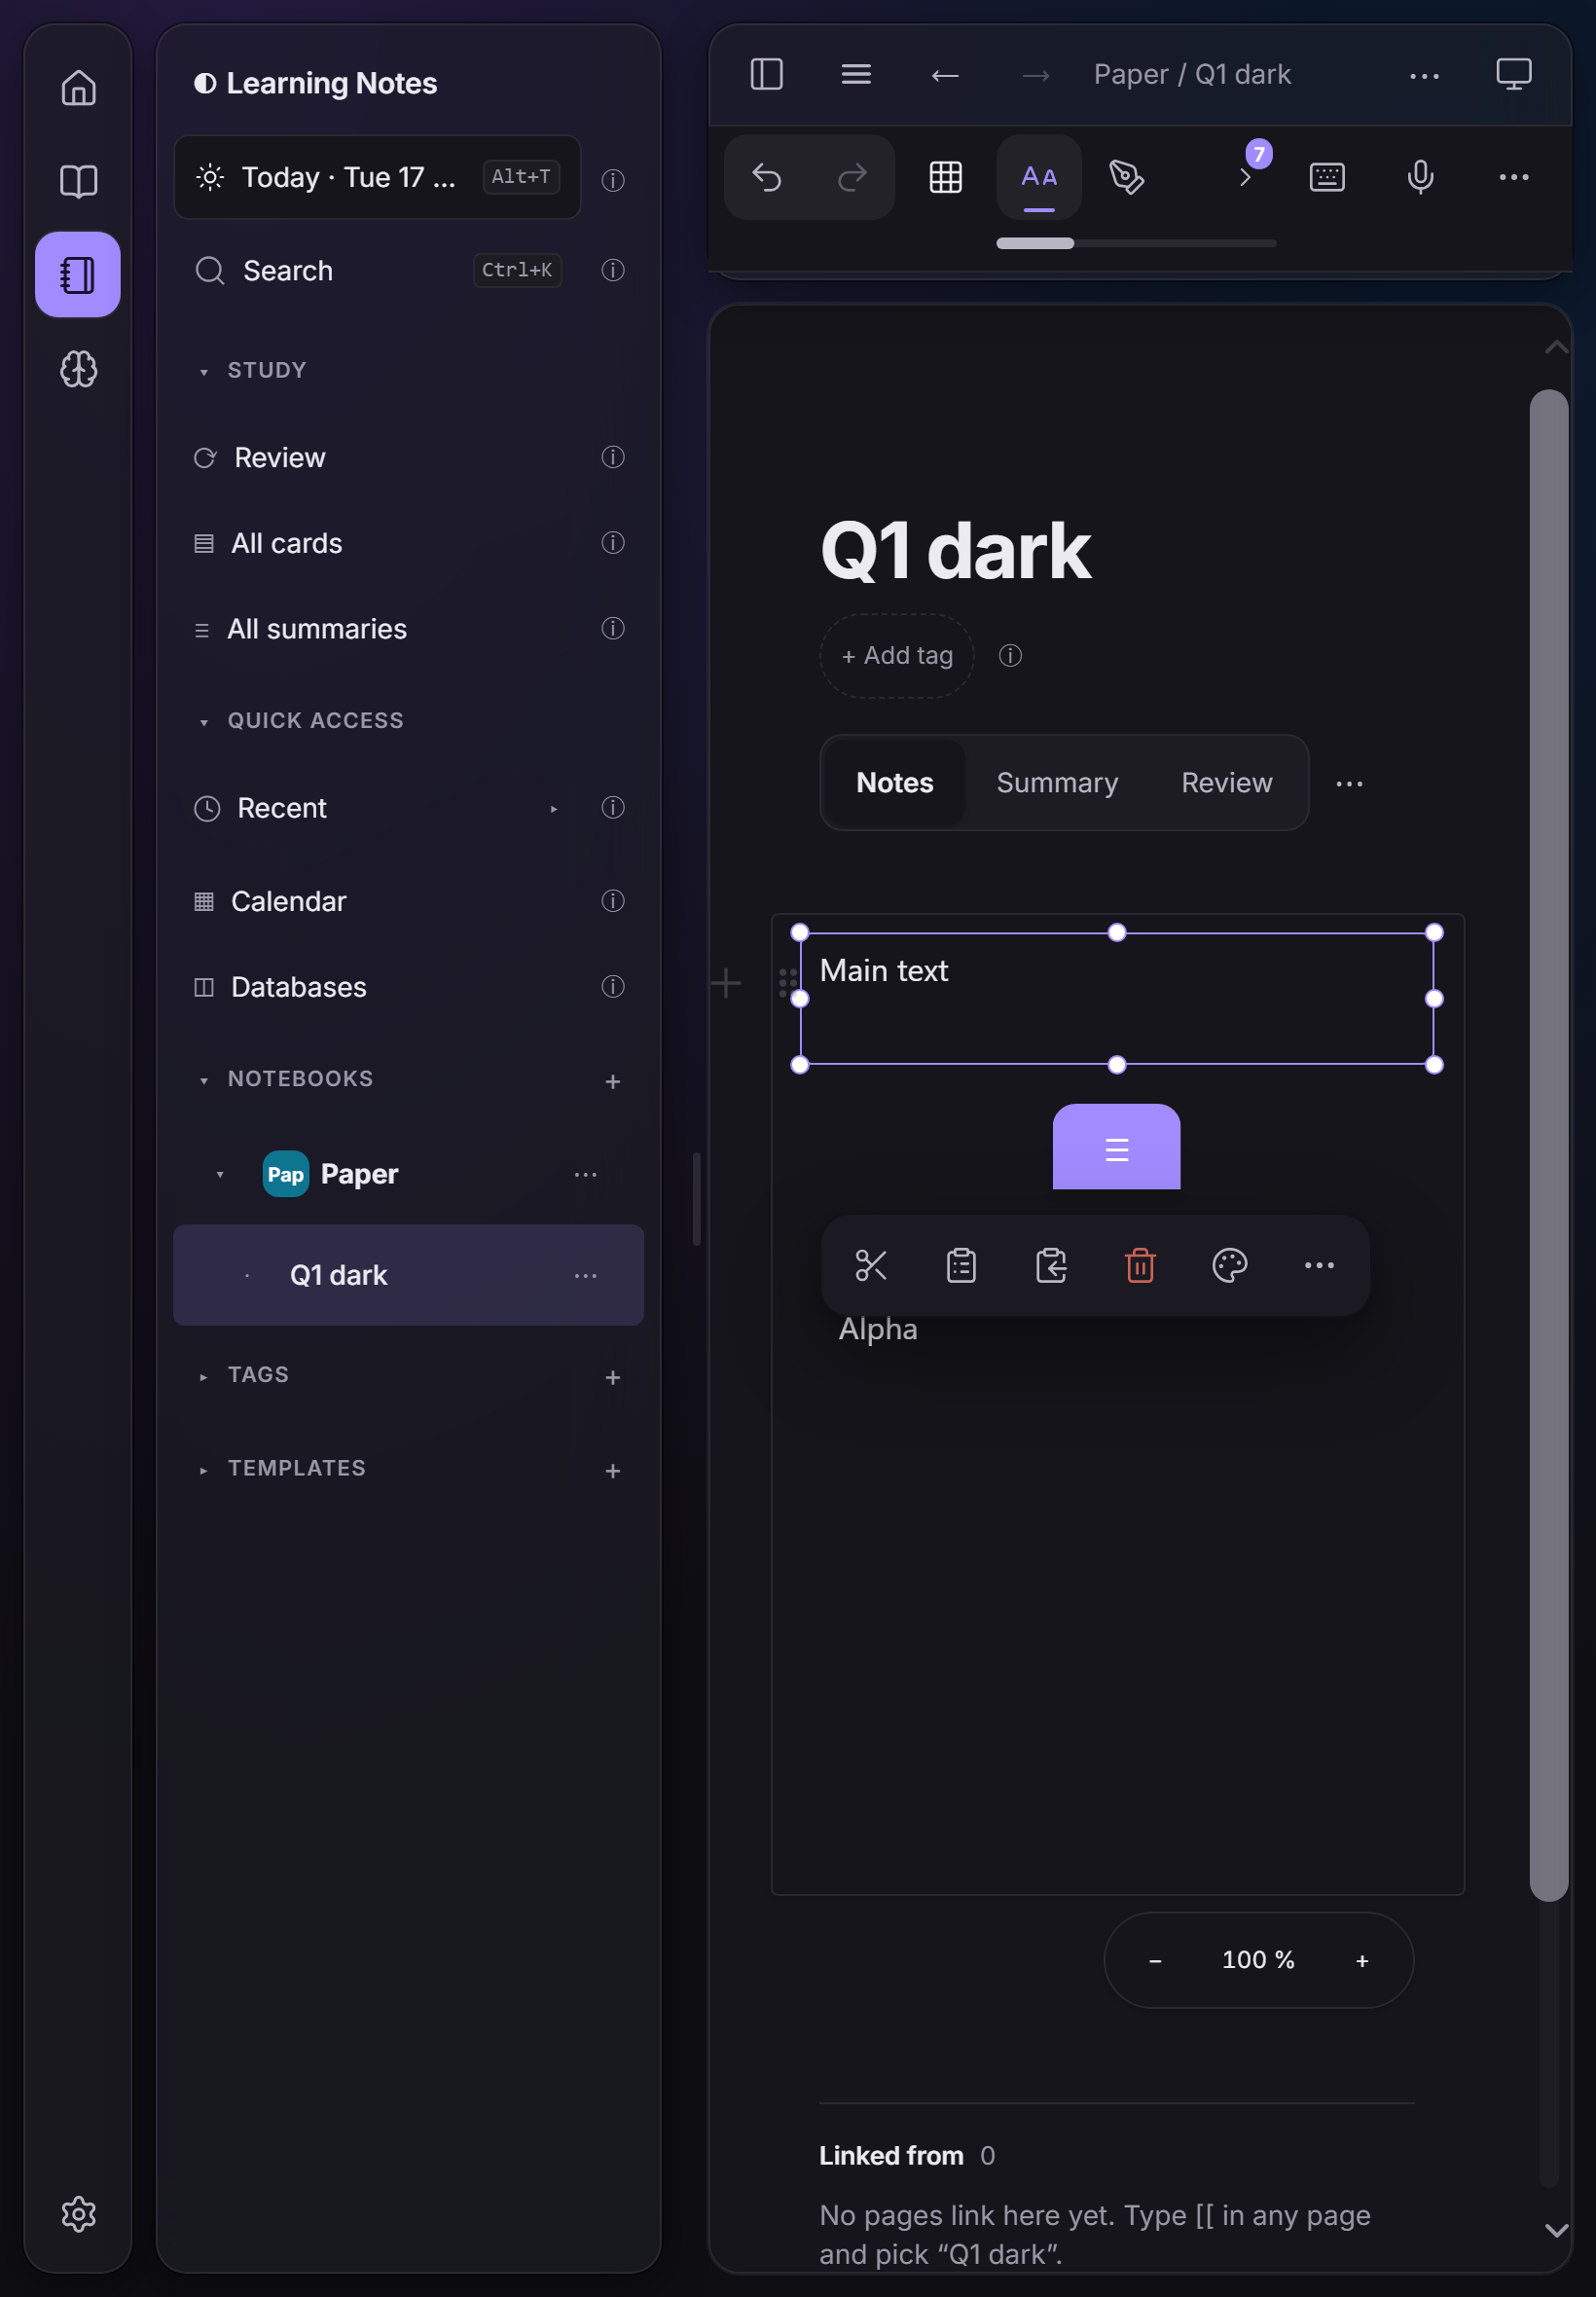 Learning Notes
Today · Tue 17 ... Alt+T
Search Ctrl+K
STUDY
Review
All cards
All summaries
QUICK ACCESS
Recent
Calendar
Databases
NOTEBOOKS
Pap Paper
Q1 dark
TAGS
TEMPLATES
Paper / Q1 dark
AA
7
Q1 dark
+ Add tag
Notes Summary Review
Main text
Alpha
− 100 % +
Linked from 0
No pages link here yet. Type [[ in any page
and pick “Q1 dark”.